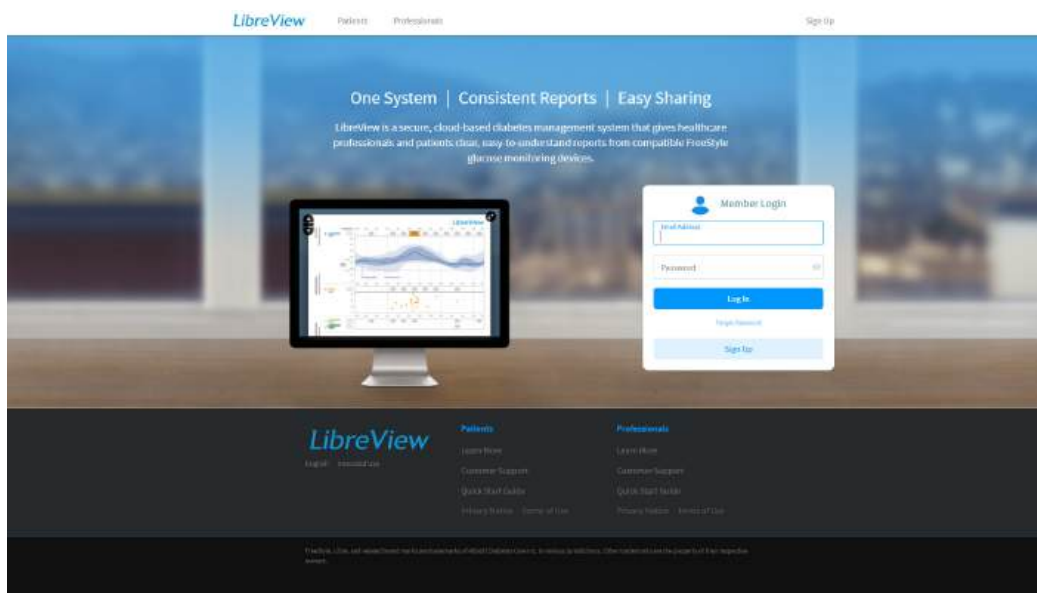 LibreView Patients Professionals Sign Up
One System | Consistent Reports | Easy Sharing
LibreView is a secure, cloud-based diabetes management system that gives healthcare
professionals and patients clear, easy-to-understand reports from compatible FreeStyle
glucose monitoring devices.
LibreView
Member Login
Email Address
Password
Log In
Forgot Password
Sign Up
LibreView
English
Patients
Learn More
Customer Support
Quick Start Guide
Privacy Notice Terms of Use
Professionals
Learn More
Customer Support
Quick Start Guide
Privacy Notice Terms of Use